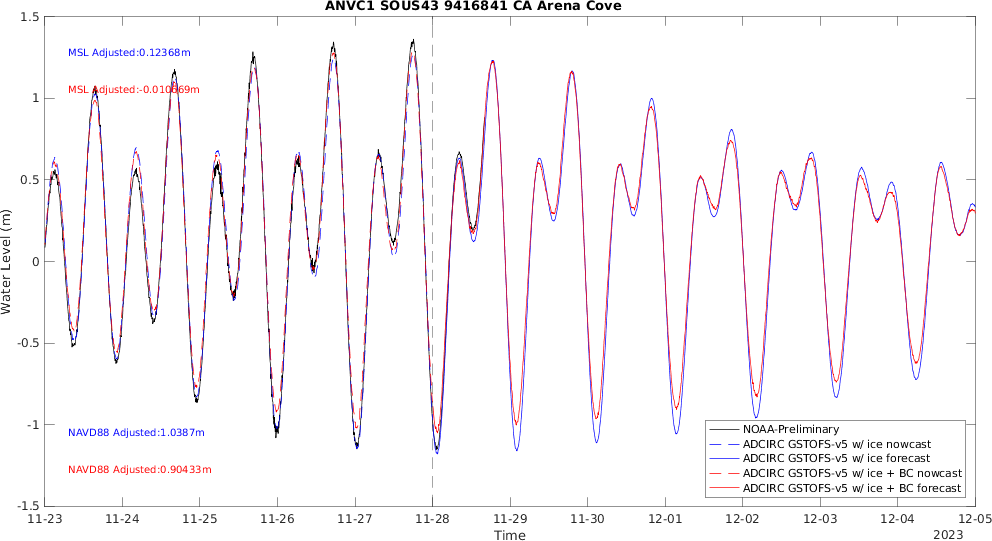 ANVC1 SOUS43 9416841 CA Arena Cove
1.5
1
0.5
0
-0.5
-1
-1.5
Water Level (m)
MSL Adjusted:0.12368m
MSL Adjusted:-0.010669m
NAVD88 Adjusted:1.0387m
NAVD88 Adjusted:0.90433m
NOAA-Preliminary
ADCIRC GSTOFS-v5 w/ ice nowcast
ADCIRC GSTOFS-v5 w/ ice forecast
ADCIRC GSTOFS-v5 w/ ice + BC nowcast
ADCIRC GSTOFS-v5 w/ ice + BC forecast
11-23 11-24 11-25 11-26 11-27 11-28 11-29 11-30 12-01 12-02 12-03 12-04 12-05
Time
2023